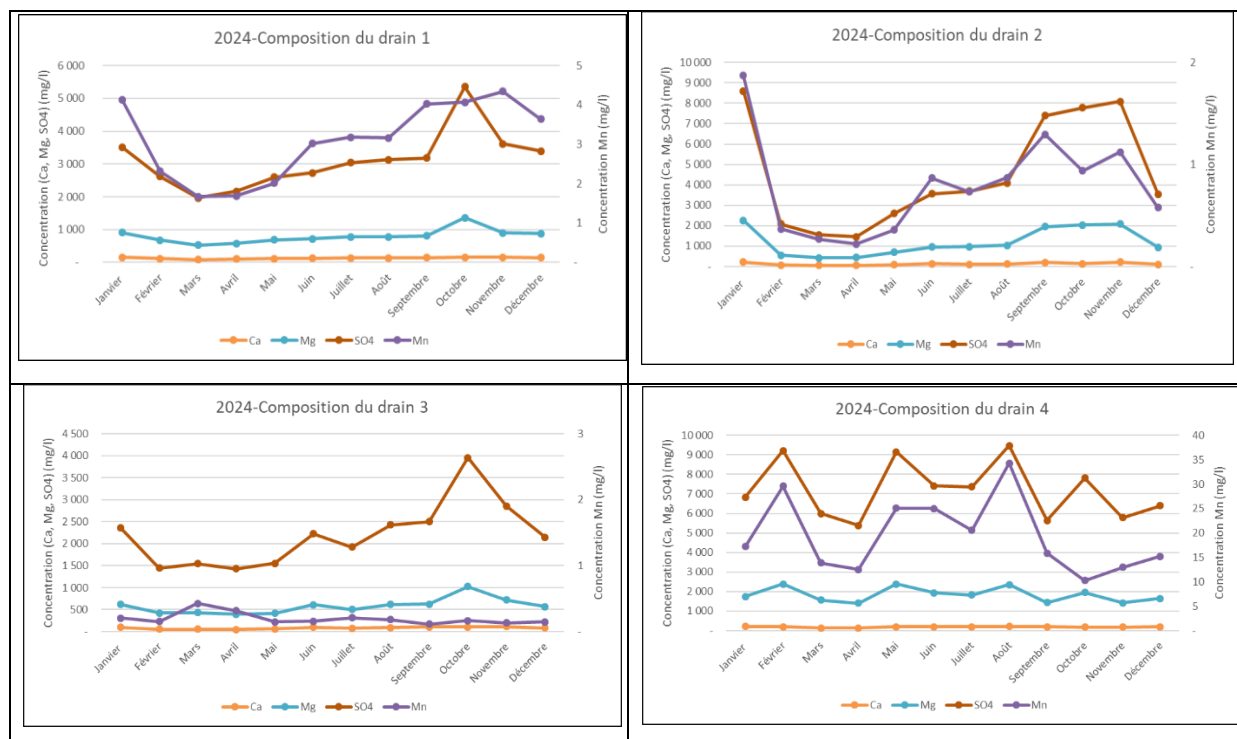 2024-Composition du drain 1
Concentration (Ca, Mg, SO4) (mg/l)
6 000
5 000
4 000
3 000
2 000
1 000
-
5
4
3
2
1
-
Concentration Mn (mg/l)
Janvier
Février
Mars
Avril
Mai
Juin
Juillet
Août
Septembre
Octobre
Novembre
Décembre
Ca Mg SO4 Mn
2024-Composition du drain 2
Concentration (Ca, Mg, SO4) (mg/l)
10 000
9 000
8 000
7 000
6 000
5 000
4 000
3 000
2 000
1 000
-
2
1
-
Concentration Mn (mg/l)
Janvier
Février
Mars
Avril
Mai
Juin
Juillet
Août
Septembre
Octobre
Novembre
Décembre
Ca Mg SO4 Mn
2024-Composition du drain 3
Concentration (Ca, Mg, SO4) (mg/l)
4 500
4 000
3 500
3 000
2 500
2 000
1 500
1 000
500
-
3
2
1
-
Concentration Mn (mg/l)
Janvier
Février
Mars
Avril
Mai
Juin
Juillet
Août
Septembre
Octobre
Novembre
Décembre
Ca Mg SO4 Mn
2024-Composition du drain 4
Concentration (Ca, Mg, SO4) (mg/l)
10 000
9 000
8 000
7 000
6 000
5 000
4 000
3 000
2 000
1 000
-
40
35
30
25
20
15
10
5
-
Concentration Mn (mg/l)
Janvier
Février
Mars
Avril
Mai
Juin
Juillet
Août
Septembre
Octobre
Novembre
Décembre
Ca Mg SO4 Mn